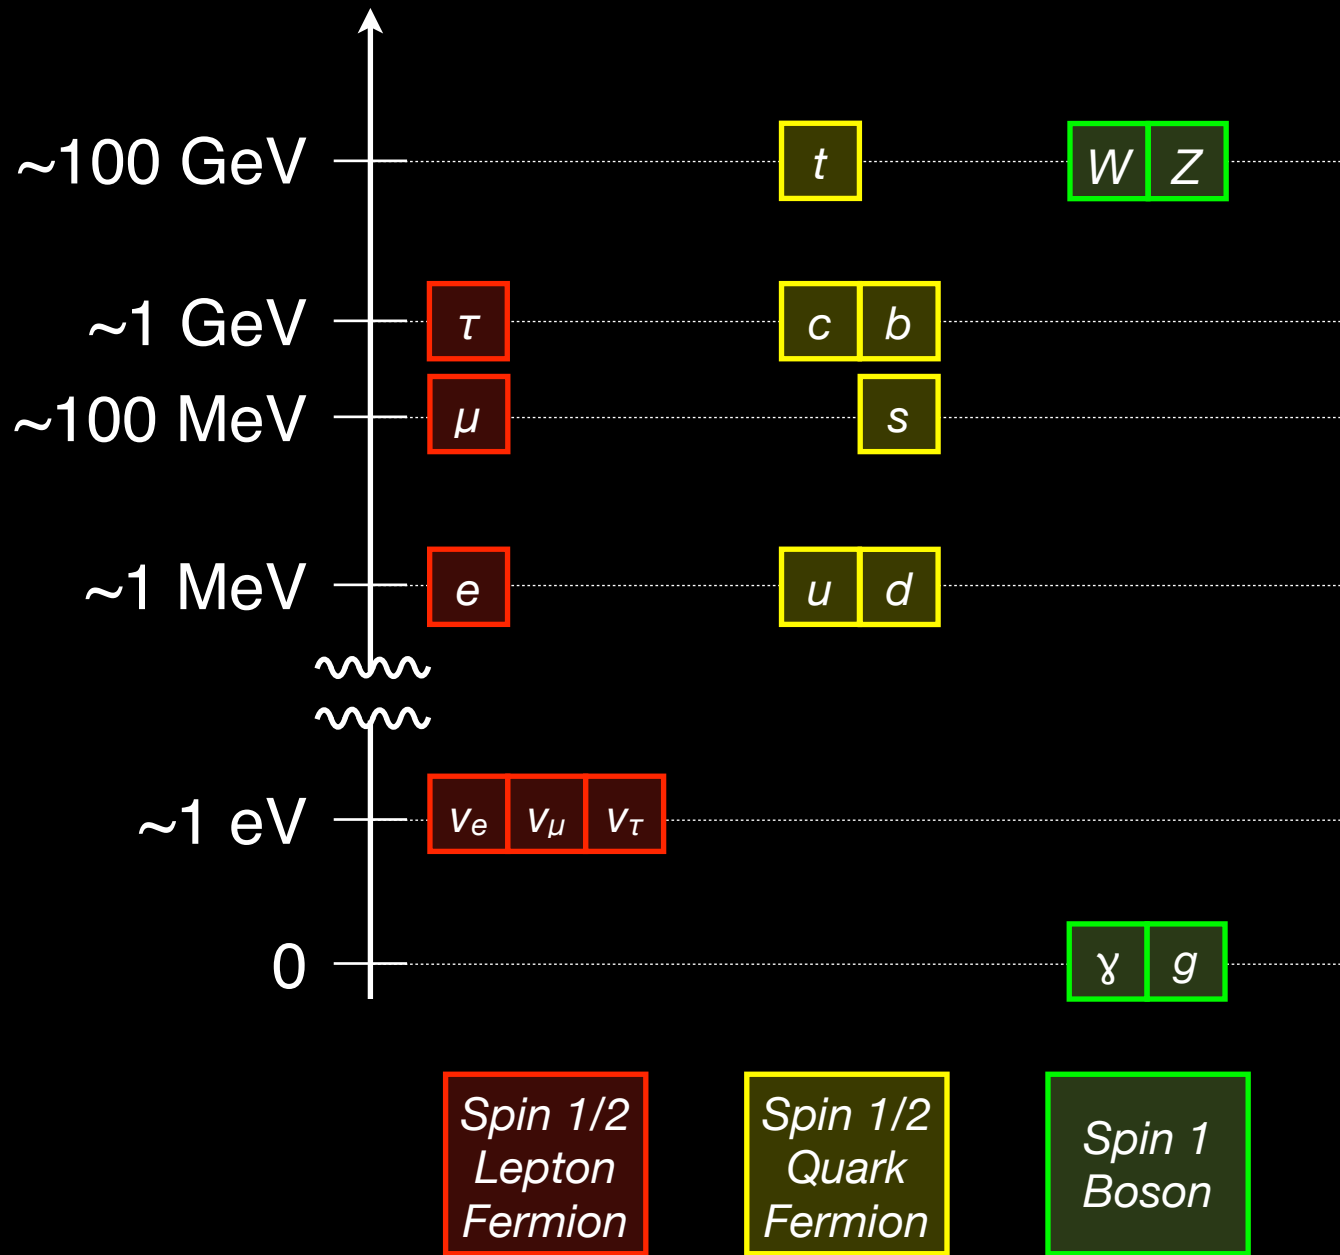 ~100 GeV
t
W Z
~1 GeV
τ
c b
~100 MeV
μ
s
~1 MeV
e
u d
~1 eV
νe νμ ντ
0
γ g
Spin 1/2
Lepton
Fermion
Spin 1/2
Quark
Fermion
Spin 1
Boson